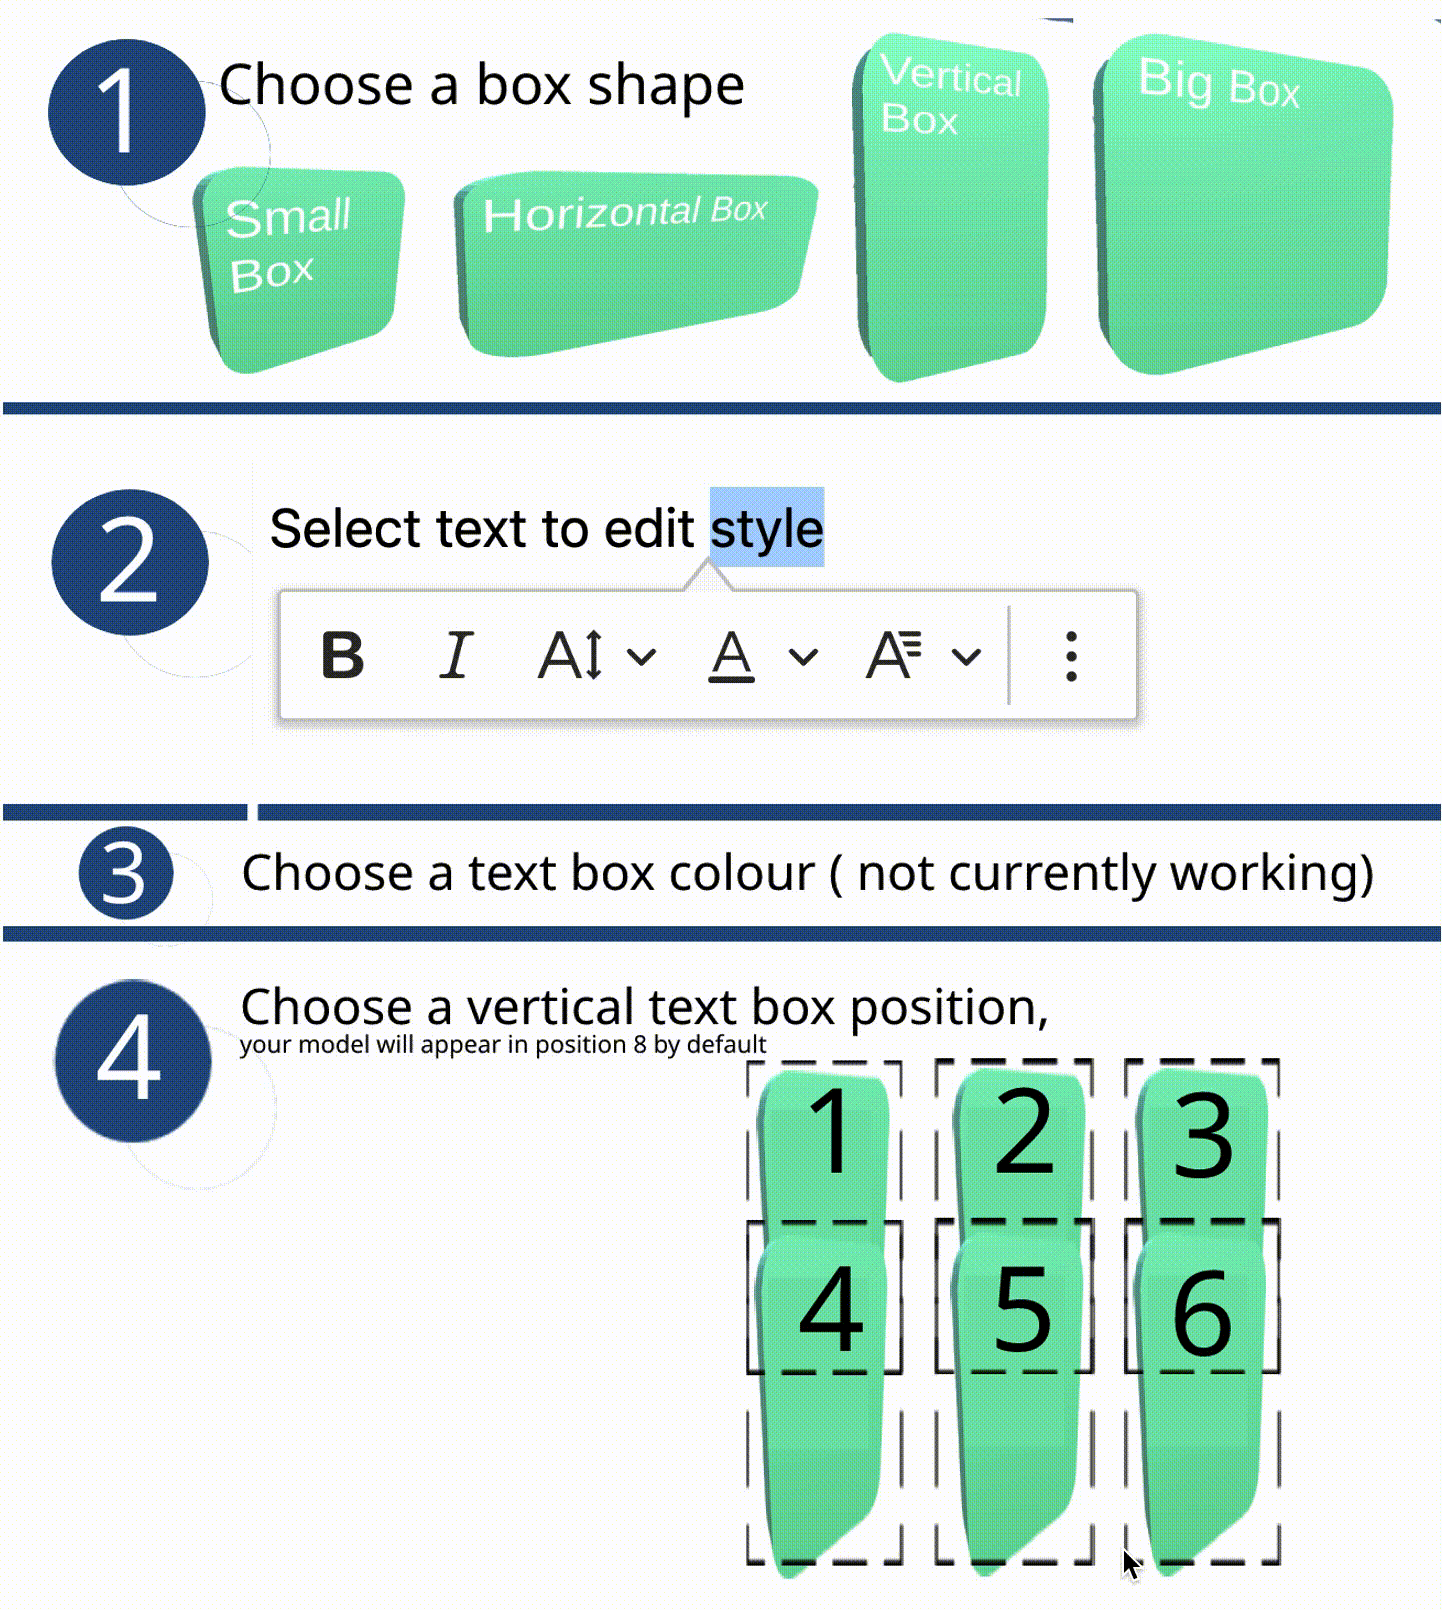 1
Choose a box shape
Small
Box
Horizontal Box
Vertical
Box
Big Box
2
Select text to edit style
B I A A A
3
Choose a text box colour ( not currently working)
4
Choose a vertical text box position,
your model will appear in position 8 by default
1 2 3
4 5 6